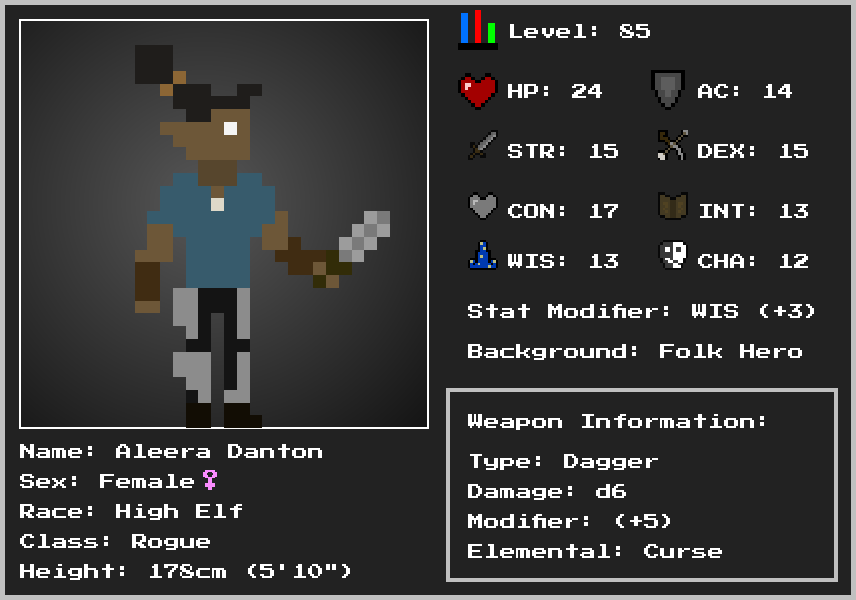 Level: 85
HP: 24 AC: 14
STR: 15 DEX: 15
CON: 17 INT: 13
WIS: 13 CHA: 12
Stat Modifier: WIS (+3)
Background: Folk Hero
Weapon Information:
Type: Dagger
Damage: d6
Modifier: (+5)
Elemental: Curse
Name: Aleera Danton
Sex: Female♀
Race: High Elf
Class: Rogue
Height: 178cm (5'10")